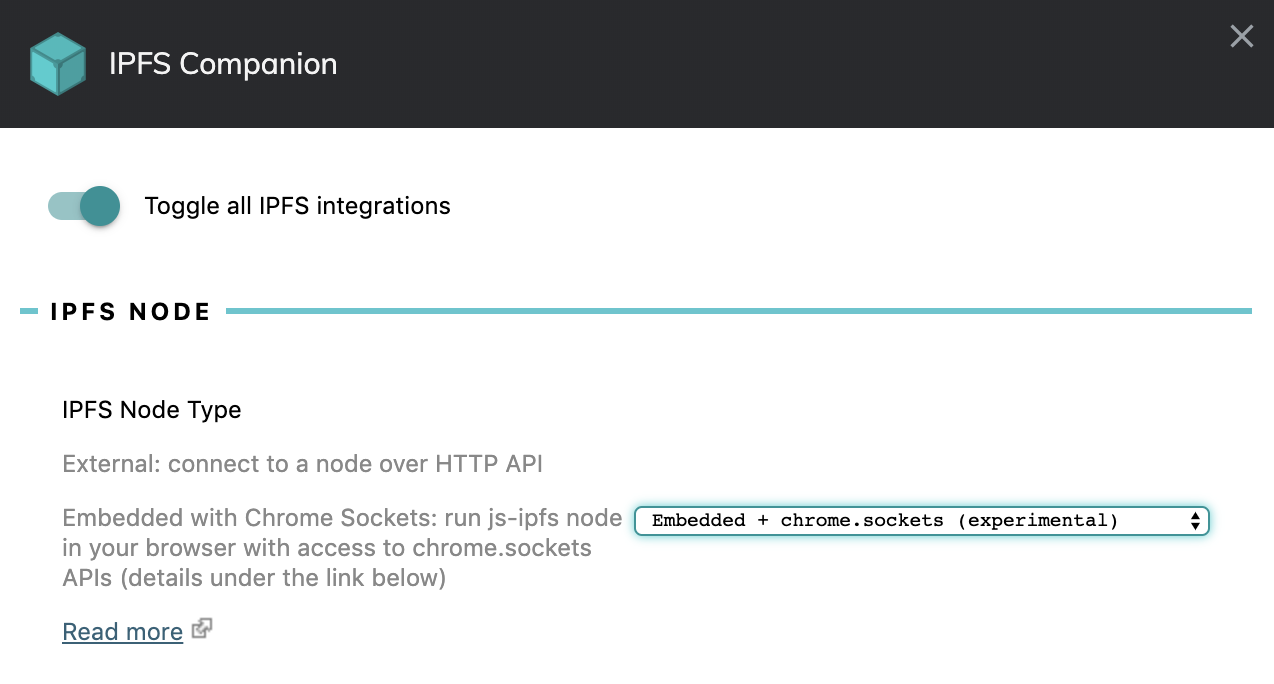 IPFS Companion
Toggle all IPFS integrations
IPFS NODE
IPFS Node Type
External: connect to a node over HTTP API
Embedded with Chrome Sockets: run js-ipfs node
in your browser with access to chrome.sockets
APIs (details under the link below)
Embedded + chrome.sockets (experimental)
Read more